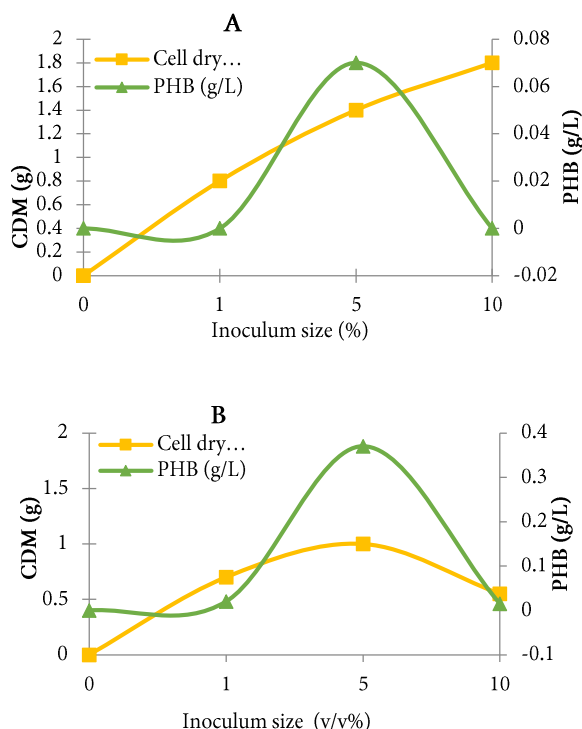 A
2
1.8
1.6
1.4
1.2
1
0.8
0.6
0.4
0.2
0
CDM (g)
Cell dry…
PHB (g/L)
0.08
0.06
0.04
0.02
0
-0.02
PHB (g/L)
0 1 5 10
Inoculum size (%)
B
2
1.5
1
0.5
0
CDM (g)
Cell dry…
PHB (g/L)
0.4
0.3
0.2
0.1
0
-0.1
PHB (g/L)
0 1 5 10
Inoculum size (v/v%)